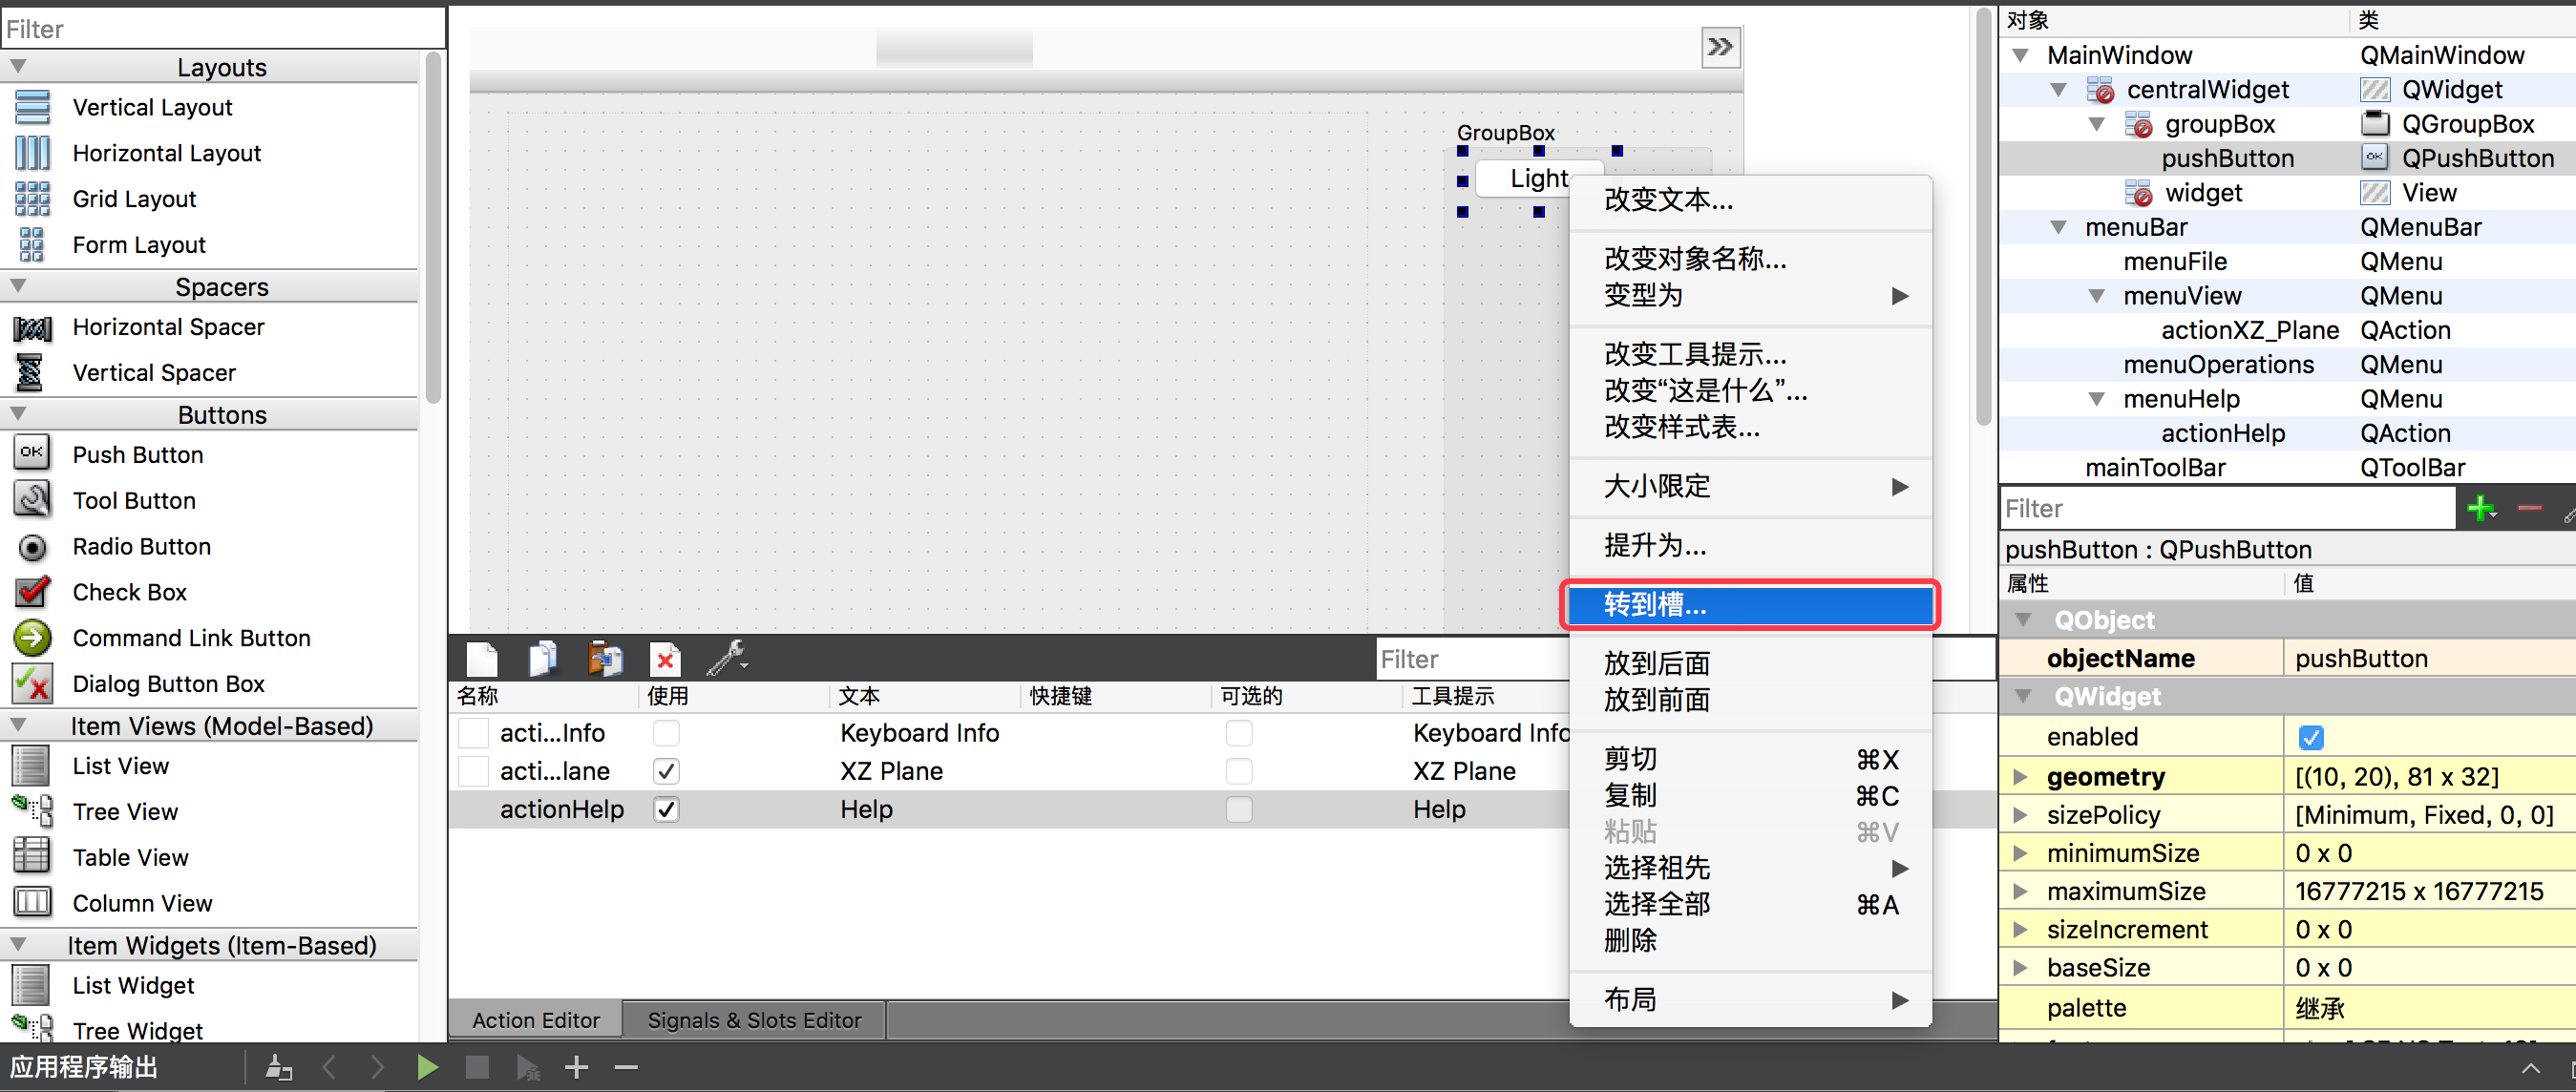 Filter
Layouts
Vertical Layout
Horizontal Layout
Grid Layout
Form Layout
Spacers
Horizontal Spacer
Vertical Spacer
Buttons
OK Push Button
Tool Button
Radio Button
Check Box
Command Link Button
Dialog Button Box
Item Views (Model-Based)
List View
Tree View
Table View
Column View
Item Widgets (Item-Based)
List Widget
Tree Widget
GroupBox
Light
改变文本...
改变对象名称...
变型为
改变工具提示...
改变“这是什么”...
改变样式表...
大小限定
提升为...
转到槽...
放到后面
放到前面
剪切 ⌘X
复制 ⌘C
粘贴 ⌘V
选择祖先
选择全部 ⌘A
删除
布局
Filter
名称 使用 文本 快捷键 可选的 工具提示
acti...Info Keyboard Info Keyboard Info
acti...lane XZ Plane XZ Plane
actionHelp Help Help
Action Editor Signals & Slots Editor
对象 类
MainWindow QMainWindow
centralWidget QWidget
groupBox QGroupBox
pushButton OK QPushButton
widget View
menuBar QMenuBar
menuFile QMenu
menuView QMenu
actionXZ_Plane QAction
menuOperations QMenu
menuHelp QMenu
actionHelp QAction
mainToolBar QToolBar
Filter
pushButton : QPushButton
属性 值
QObject
objectName pushButton
QWidget
enabled
geometry [(10, 20), 81 x 32]
sizePolicy [Minimum, Fixed, 0, 0]
minimumSize 0 x 0
maximumSize 16777215 x 16777215
sizeIncrement 0 x 0
baseSize 0 x 0
palette 继承
应用程序输出